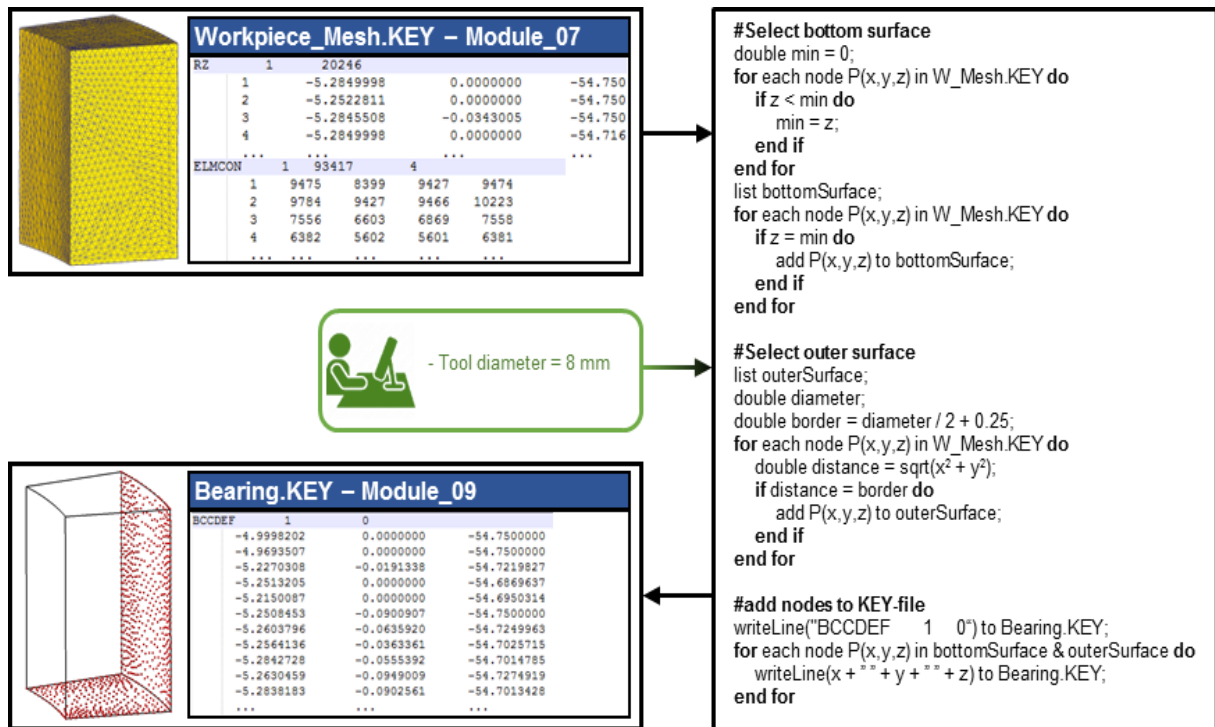 Workpiece_Mesh.KEY – Module_07
RZ 1 20246
1 -5.2849998 0.0000000 -54.750
2 -5.2522811 0.0000000 -54.750
3 -5.2845508 -0.0343005 -54.750
4 -5.2849998 0.0000000 -54.716
... ... ... ...
ELMCON 1 93417 4
1 9475 8399 9427 9474
2 9784 9427 9466 10223
3 7556 6603 6869 7558
4 6382 5602 5601 6381
... ... ... ... ...
- Tool diameter = 8 mm
Bearing.KEY – Module_09
BCCDEF 1 0
-4.9998202 0.0000000 -54.7500000
-4.9693507 0.0000000 -54.7500000
-5.2270308 -0.0191338 -54.7219827
-5.2513205 0.0000000 -54.6869637
-5.2150087 0.0000000 -54.6950314
-5.2508453 -0.0900907 -54.7500000
-5.2603796 -0.0635920 -54.7249963
-5.2564136 -0.0363361 -54.7025715
-5.2842728 -0.0555392 -54.7014785
-5.2630459 -0.0949009 -54.7274919
-5.2838183 -0.0902561 -54.7013428
... ... ...
#Select bottom surface
double min = 0;
for each node P(x,y,z) in W_Mesh.KEY do
if z < min do
min = z;
end if
end for
list bottomSurface;
for each node P(x,y,z) in W_Mesh.KEY do
if z = min do
add P(x,y,z) to bottomSurface;
end if
end for
#Select outer surface
list outerSurface;
double diameter;
double border = diameter / 2 + 0.25;
for each node P(x,y,z) in W_Mesh.KEY do
double distance = sqrt(x² + y²);
if distance = border do
add P(x,y,z) to outerSurface;
end if
end for
#add nodes to KEY-file
writeLine("BCCDEF 1 0“) to Bearing.KEY;
for each node P(x,y,z) in bottomSurface & outerSurface do
writeLine(x + ” ” + y + ” ” + z) to Bearing.KEY;
end for